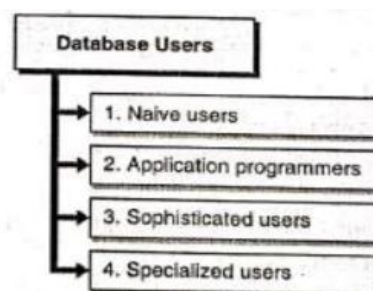 Database Users
1. Naive users
2. Application programmers
3. Sophisticated users
4. Specialized users